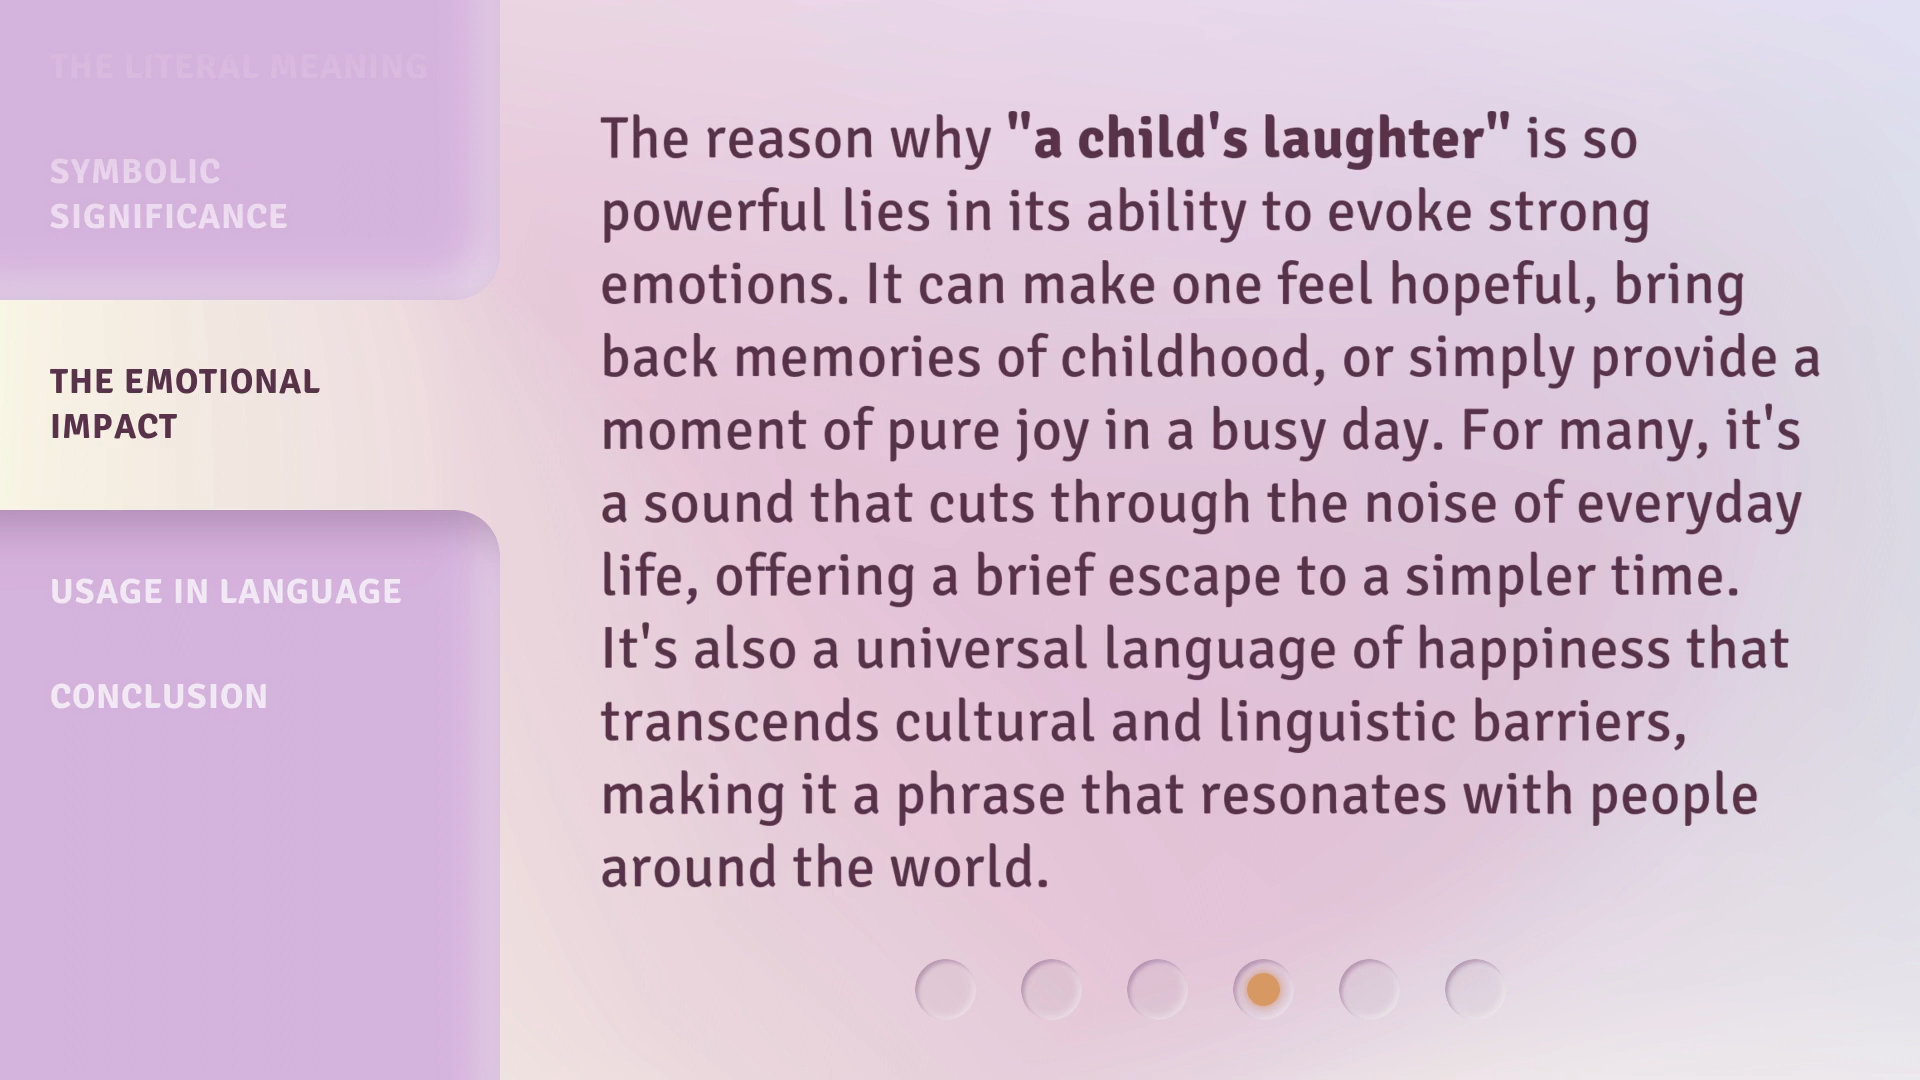 THE LITERAL MEANING
SYMBOLIC
SIGNIFICANCE
THE EMOTIONAL
IMPACT
USAGE IN LANGUAGE
CONCLUSION
The reason why "a child's laughter" is so
powerful lies in its ability to evoke strong
emotions. It can make one feel hopeful, bring
back memories of childhood, or simply provide a
moment of pure joy in a busy day. For many, it's
a sound that cuts through the noise of everyday
life, offering a brief escape to a simpler time.
It's also a universal language of happiness that
transcends cultural and linguistic barriers,
making it a phrase that resonates with people
around the world.